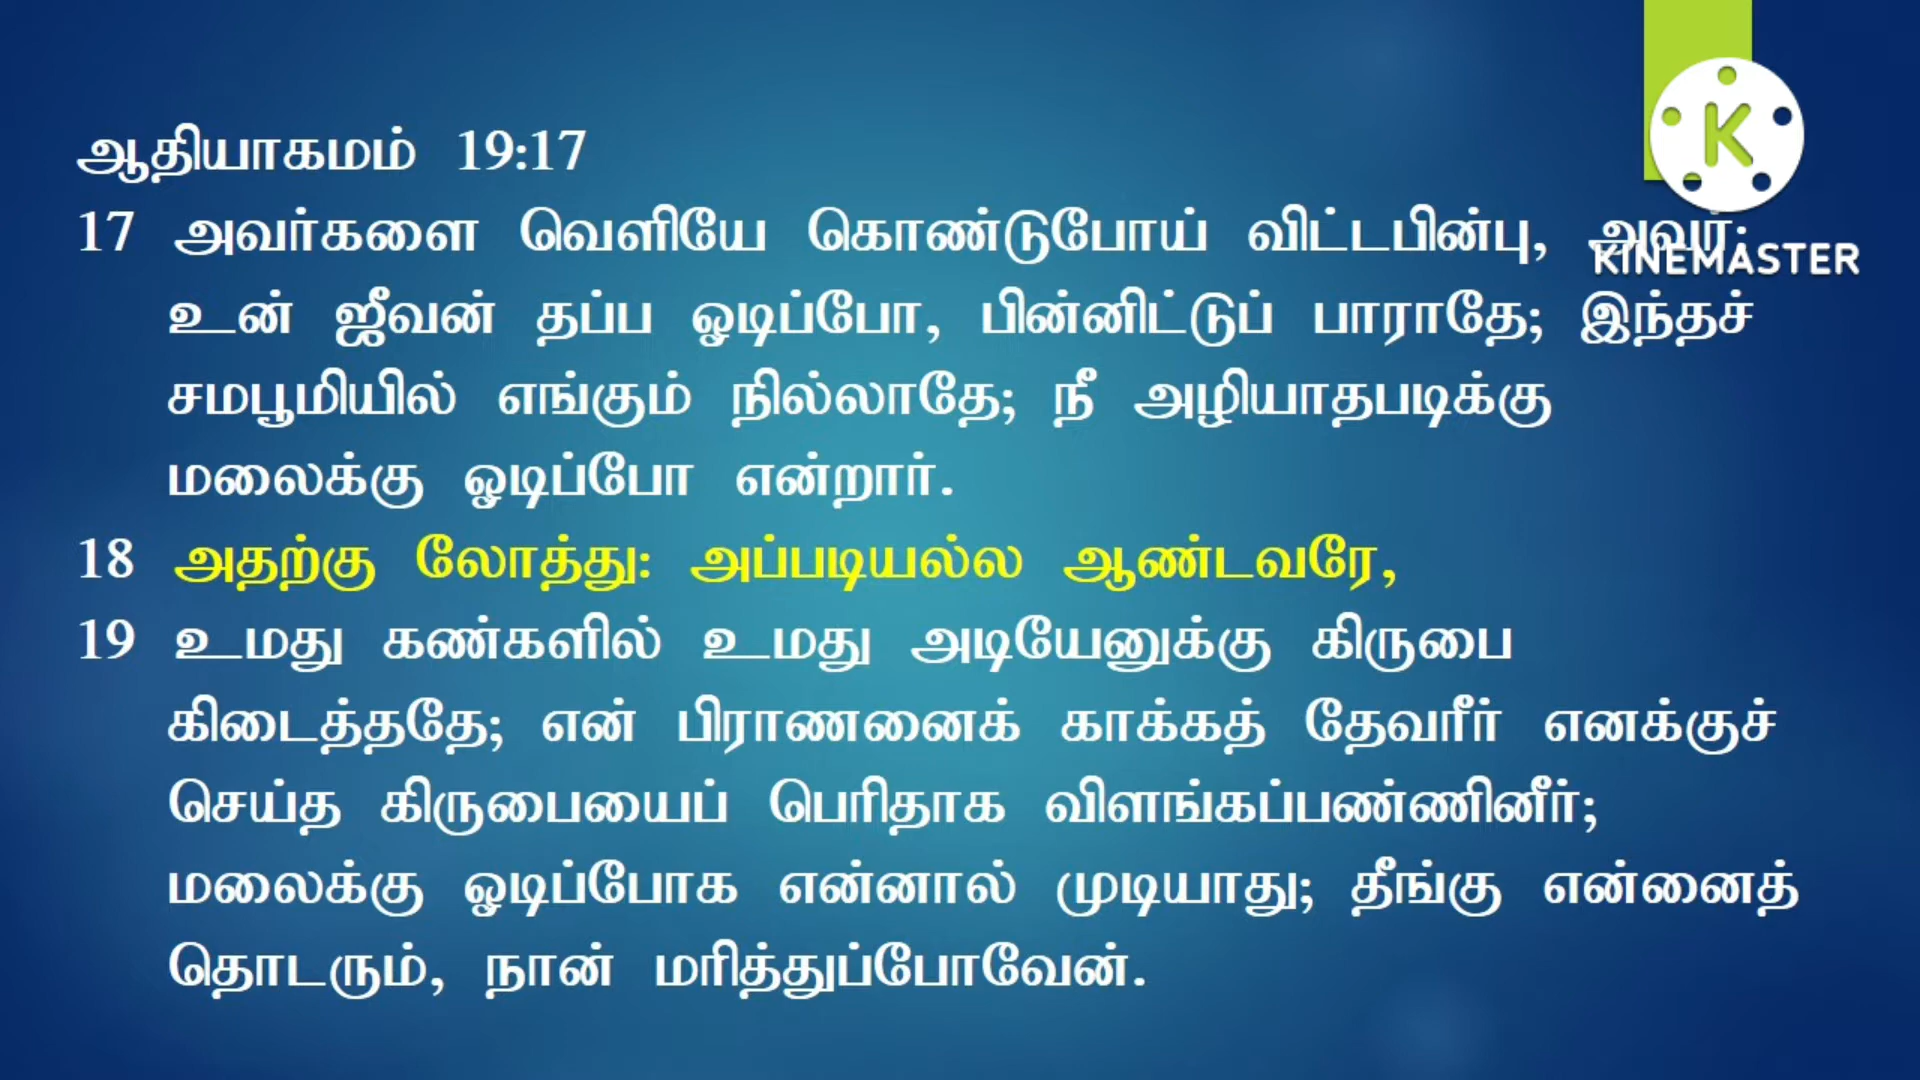 ஆதியாகமம் 19:17
17 அவர்களை வெளியே கொண்டுபோய் விட்டபின்பு, அவர்:
உன் ஜீவன் தப்ப ஓடிப்போ, பின்னிட்டுப் பாராதே; இந்தச்
சமபூமியில் எங்கும் நில்லாதே; நீ அழியாதபடிக்கு
மலைக்கு ஓடிப்போ என்றார்.
18 அதற்கு லோத்து: அப்படியல்ல ஆண்டவரே,
19 உமது கண்களில் உமது அடியேனுக்கு கிருபை
கிடைத்ததே; என் பிராணனைக் காக்கத் தேவரீர் எனக்குச்
செய்த கிருபையைப் பெரிதாக விளங்கப்பண்ணினீர்;
மலைக்கு ஓடிப்போக என்னால் முடியாது; தீங்கு என்னைத்
தொடரும், நான் மரித்துப்போவேன்.
K
KINEMASTER